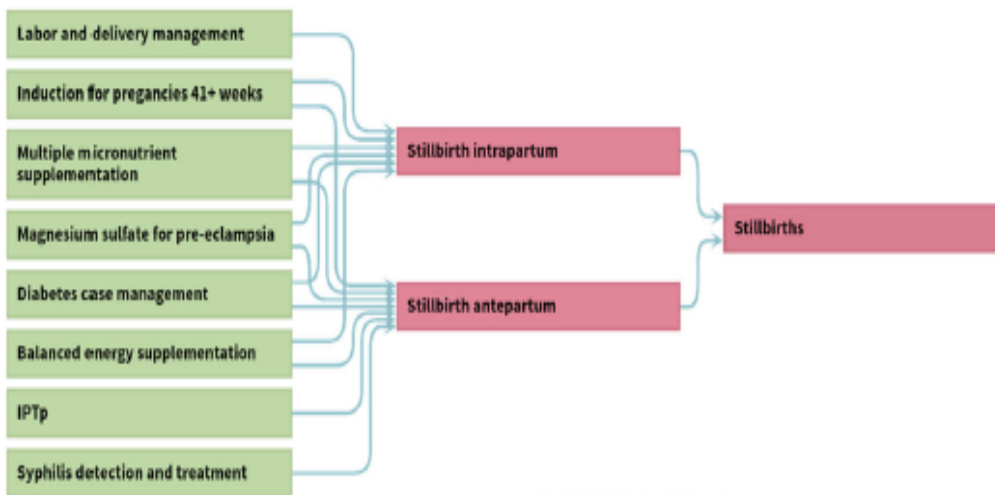 Labor and delivery management
Induction for pregancies 41+ weeks
Multiple micronutrient
supplementation
Magnesium sulfate for pre-eclampsia
Diabetes case management
Balanced energy supplementation
IPTp
Syphilis detection and treatment
Stillbirth intrapartum
Stillbirth antepartum
Stillbirths